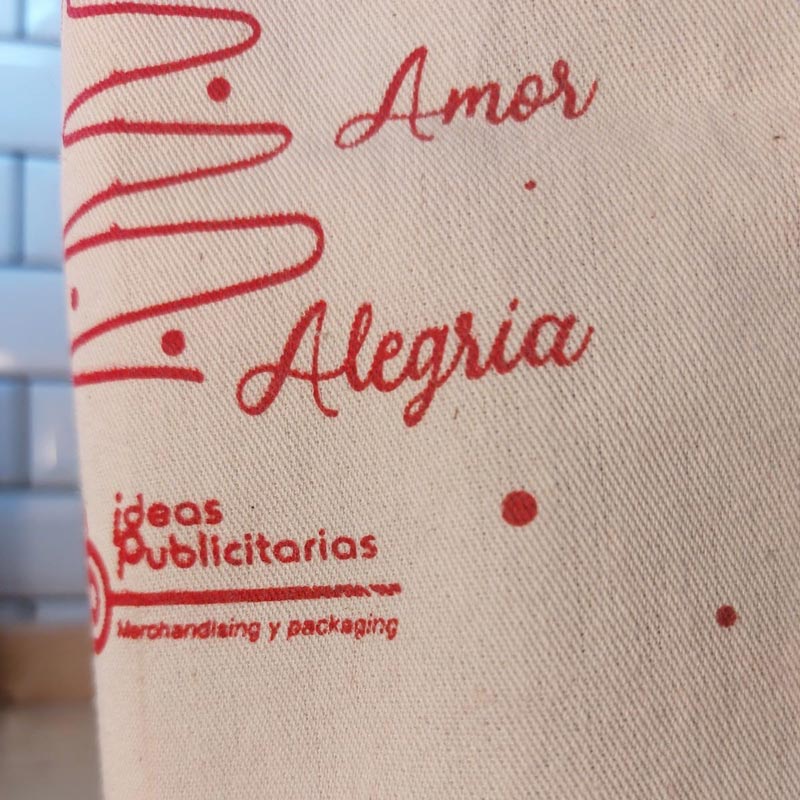 Amor
Alegria
ideas
Publicitarias
Merchandising y packaging